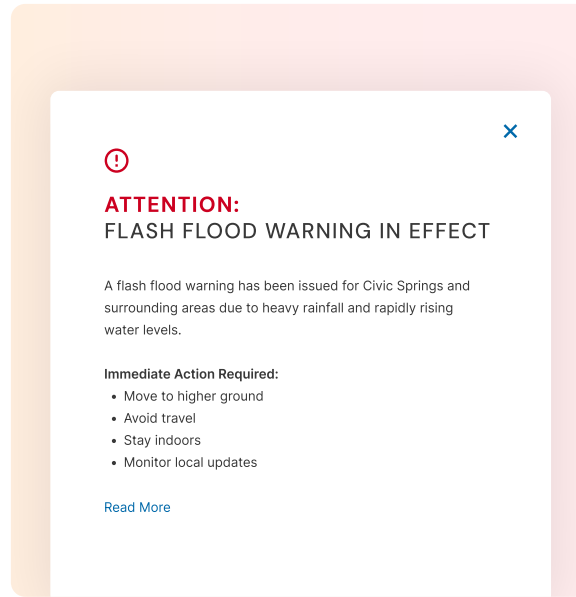 ATTENTION:
FLASH FLOOD WARNING IN EFFECT
A flash flood warning has been issued for Civic Springs and
surrounding areas due to heavy rainfall and rapidly rising
water levels.
Immediate Action Required:
• Move to higher ground
• Avoid travel
• Stay indoors
• Monitor local updates
Read More